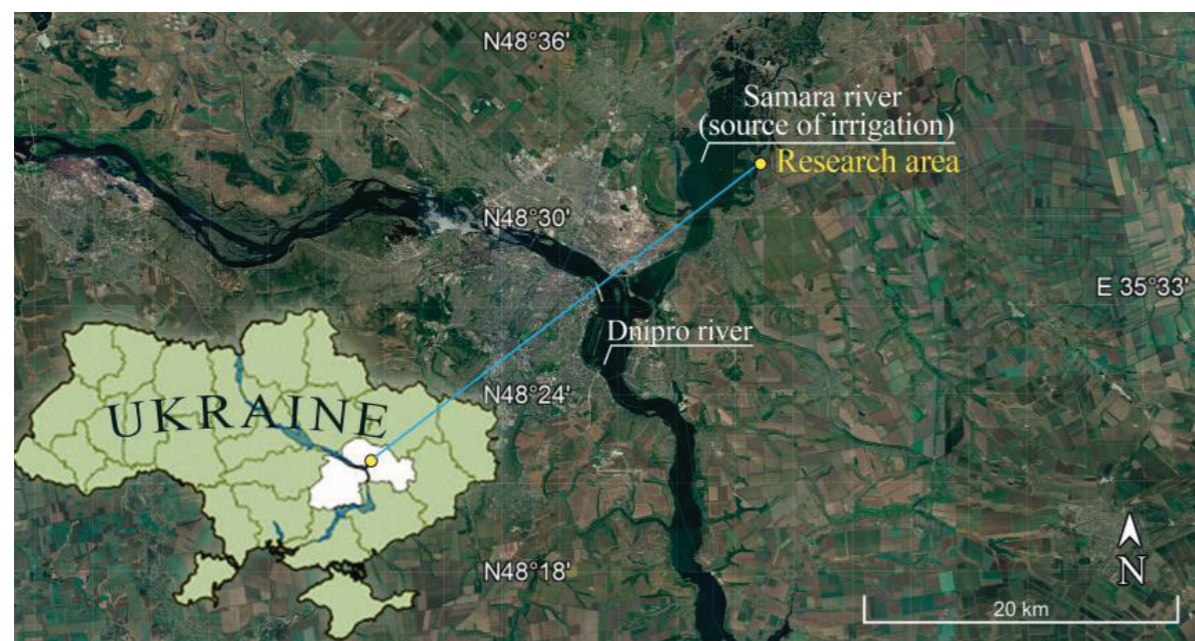 N48°36'
Samara river
(source of irrigation)
Research area
N48°30'
E 35°33'
Dnipro river
N48°24'
UKRAINE
N48°18'
N
20 km